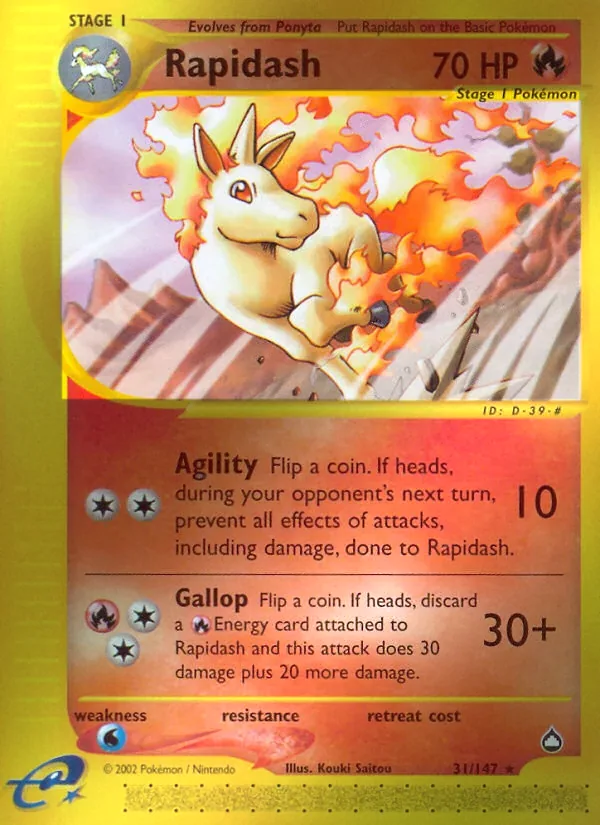 STAGE 1
Evolves from Ponyta Put Rapidash on the Basic Pokémon
Rapidash 70 HP
Stage 1 Pokémon
ID: D-39-#
Agility Flip a coin. If heads,
during your opponent's next turn,
prevent all effects of attacks,
including damage, done to Rapidash.
10
Gallop Flip a coin. If heads, discard
a Energy card attached to
Rapidash and this attack does 30
damage plus 20 more damage.
30+
weakness resistance retreat cost
© 2002 Pokémon / Nintendo Illus. Kouki Saitou 31/147 ★
e